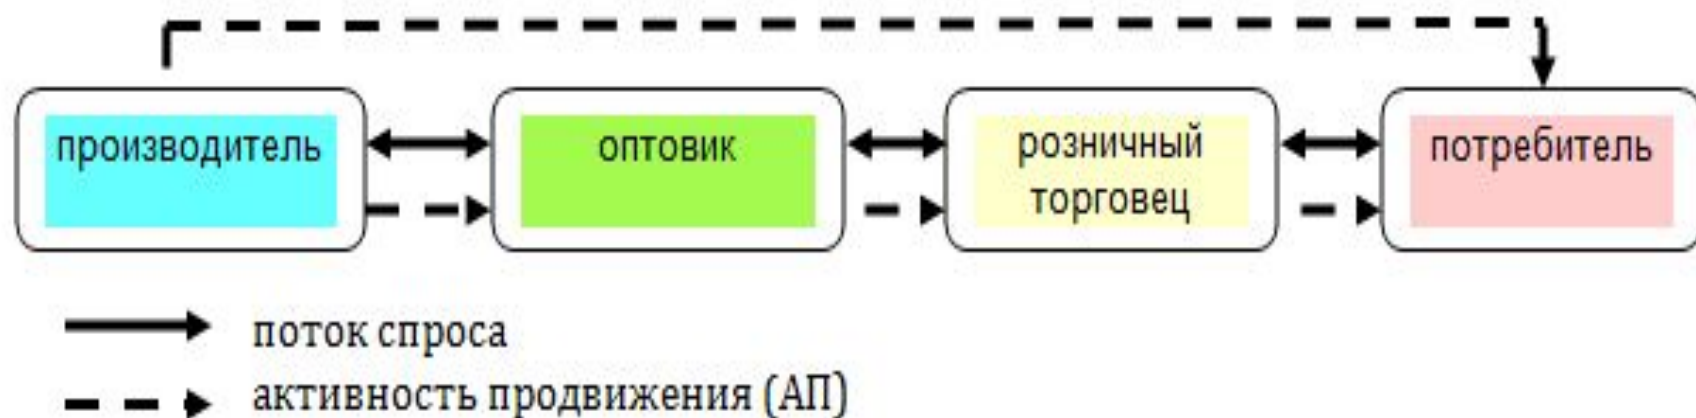 производитель
оптовик
розничный
торговец
потребитель
поток спроса
активность продвижения (АП)